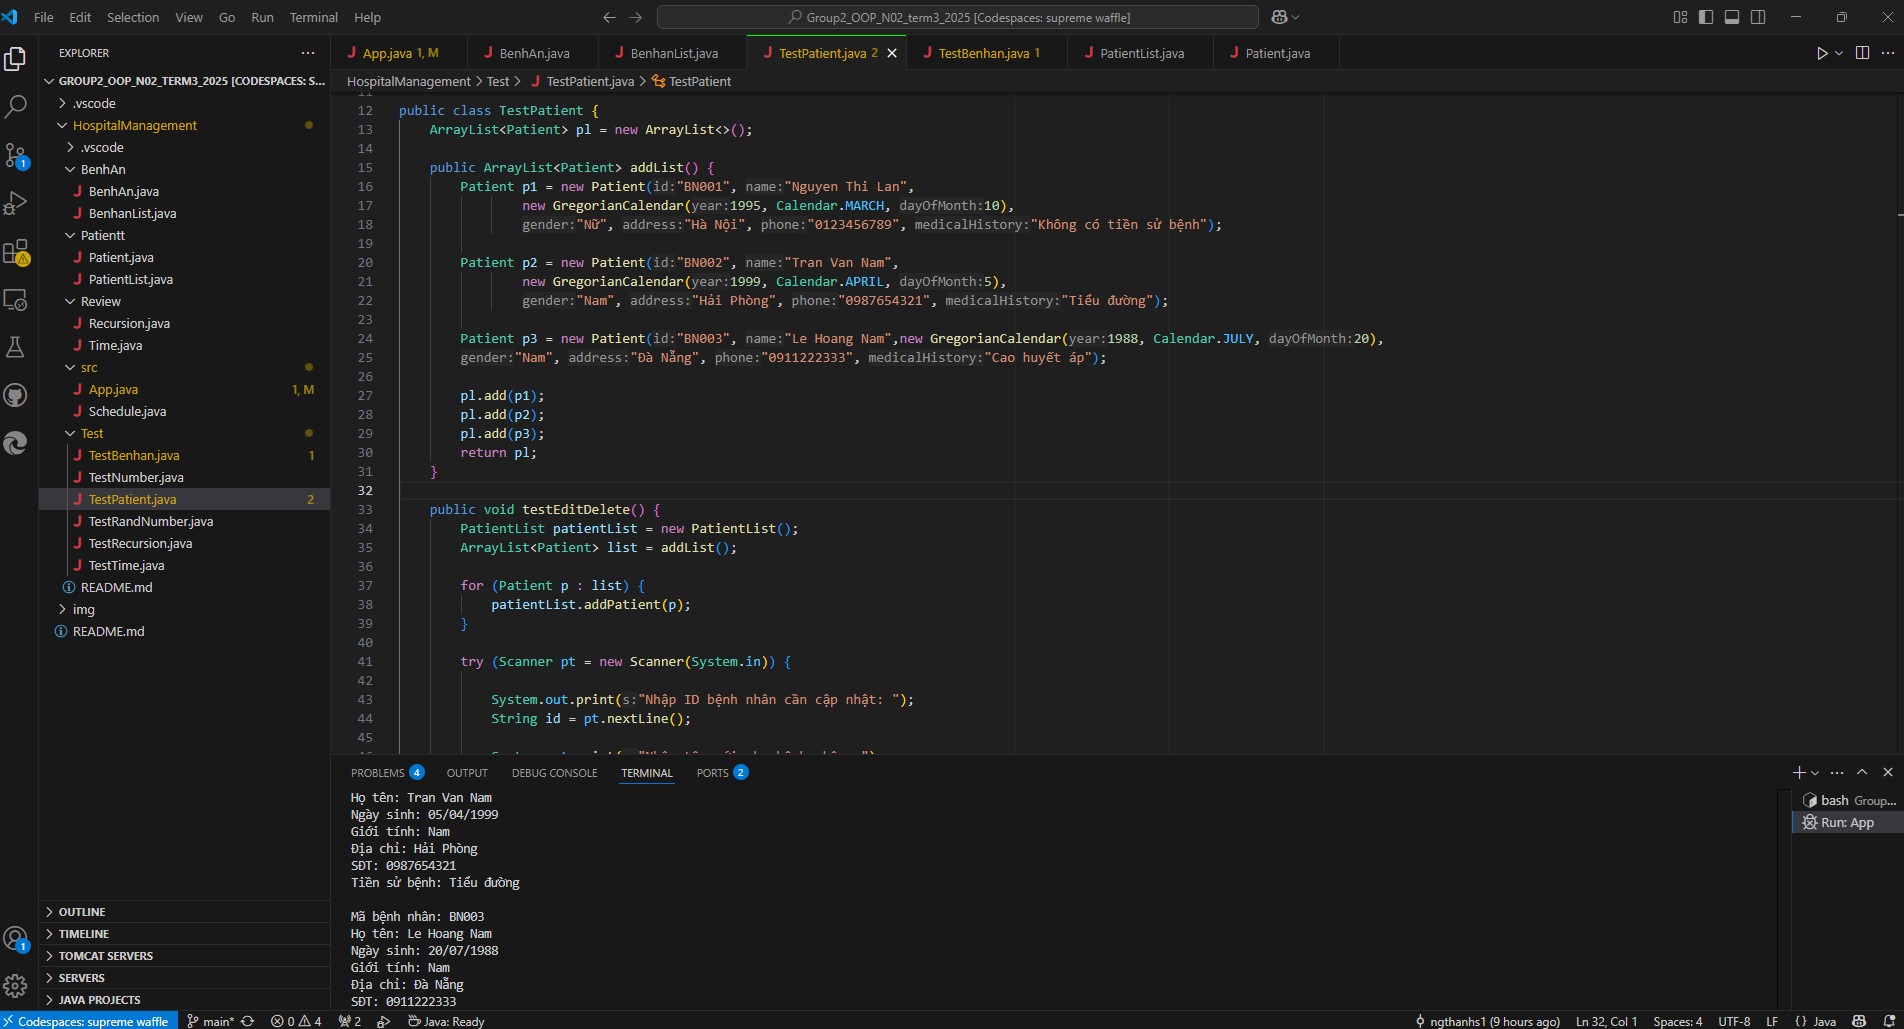 File Edit Selection View Go Run Terminal Help
Group2_OOP_N02_term3_2025 [Codespaces: supreme waffle]
EXPLORER
GROUP2_OOP_N02_TERM3_2025 [CODESPACES: S...
.vscode
HospitalManagement
.vscode
BenhAn
BenhAn.java
BenhanList.java
Patientt
Patient.java
PatientList.java
Review
Recursion.java
Time.java
src
App.java 1, M
Schedule.java
Test
TestBenhan.java 1
TestNumber.java
TestPatient.java 2
TestRandNumber.java
TestRecursion.java
TestTime.java
README.md
img
README.md
OUTLINE
TIMELINE
TOMCAT SERVERS
SERVERS
JAVA PROJECTS
App.java 1, M BenhAn.java BenhanList.java TestPatient.java 2 TestBenhan.java 1 PatientList.java Patient.java
HospitalManagement > Test > TestPatient.java > TestPatient
11
12 public class TestPatient {
13 ArrayList<Patient> pl = new ArrayList<>();
14
15 public ArrayList<Patient> addList() {
16 Patient p1 = new Patient(id:"BN001", name:"Nguyen Thi Lan",
17 new GregorianCalendar(year:1995, Calendar.MARCH, dayOfMonth:10),
18 gender:"Nữ", address:"Hà Nội", phone:"0123456789", medicalHistory:"Không có tiền sử bệnh");
19
20 Patient p2 = new Patient(id:"BN002", name:"Tran Van Nam",
21 new GregorianCalendar(year:1999, Calendar.APRIL, dayOfMonth:5),
22 gender:"Nam", address:"Hải Phòng", phone:"0987654321", medicalHistory:"Tiểu đường");
23
24 Patient p3 = new Patient(id:"BN003", name:"Le Hoang Nam",new GregorianCalendar(year:1988, Calendar.JULY, dayOfMonth:20),
25 gender:"Nam", address:"Đà Nẵng", phone:"0911222333", medicalHistory:"Cao huyết áp");
26
27 pl.add(p1);
28 pl.add(p2);
29 pl.add(p3);
30 return pl;
31 }
32
33 public void testEditDelete() {
34 PatientList patientList = new PatientList();
35 ArrayList<Patient> list = addList();
36
37 for (Patient p : list) {
38 patientList.addPatient(p);
39 }
40
41 try (Scanner pt = new Scanner(System.in)) {
42
43 System.out.print(s:"Nhập ID bệnh nhân cần cập nhật: ");
44 String id = pt.nextLine();
45
PROBLEMS 4 OUTPUT DEBUG CONSOLE TERMINAL PORTS 2
Họ tên: Tran Van Nam
Ngày sinh: 05/04/1999
Giới tính: Nam
Địa chỉ: Hải Phòng
SĐT: 0987654321
Tiền sử bệnh: Tiểu đường
Mã bệnh nhân: BN003
Họ tên: Le Hoang Nam
Ngày sinh: 20/07/1988
Giới tính: Nam
Địa chỉ: Đà Nẵng
SĐT: 0911222333
bash Group...
Run: App
1
1
Codespaces: supreme waffle main* 0 4 2 Java: Ready ngthanhs1 (9 hours ago) Ln 32, Col 1 Spaces: 4 UTF-8 LF {} Java